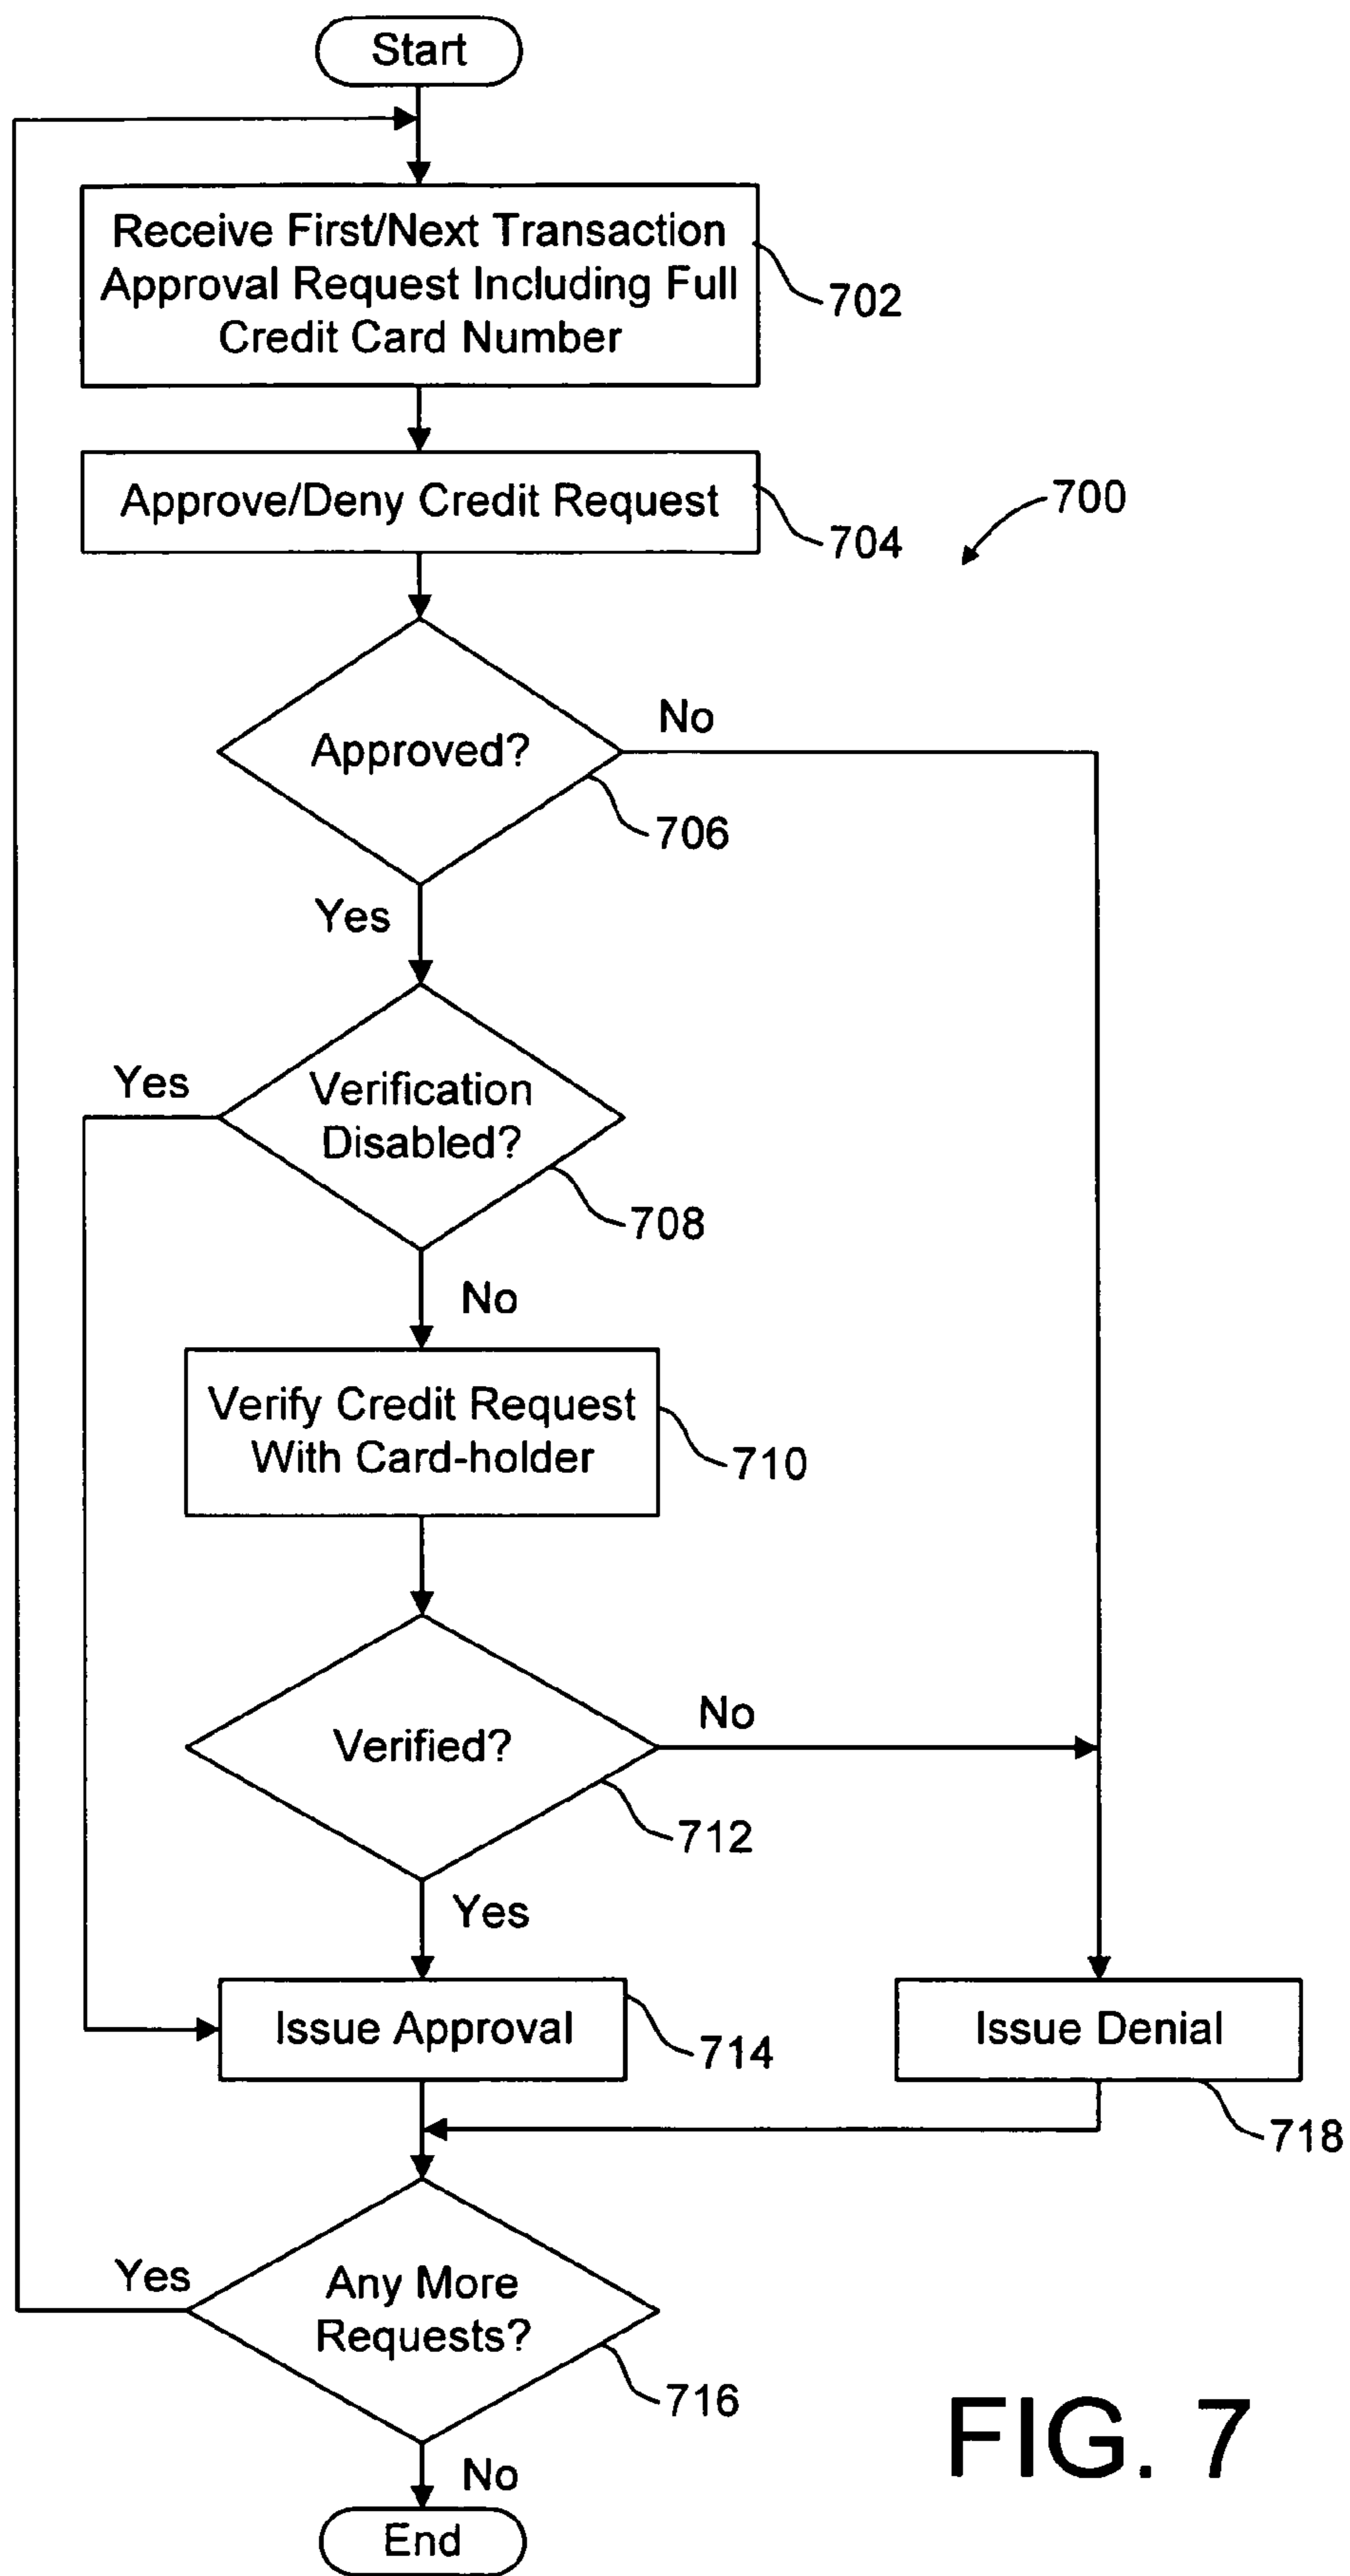 Start
Receive First/Next Transaction
Approval Request Including Full
Credit Card Number
702
Approve/Deny Credit Request
704
700
Approved?
No
706
Yes
Verification
Disabled?
Yes
708
No
Verify Credit Request
With Card-holder
710
Verified?
No
712
Yes
Issue Approval
714
Issue Denial
718
Any More
Requests?
Yes
716
No
End
FIG. 7